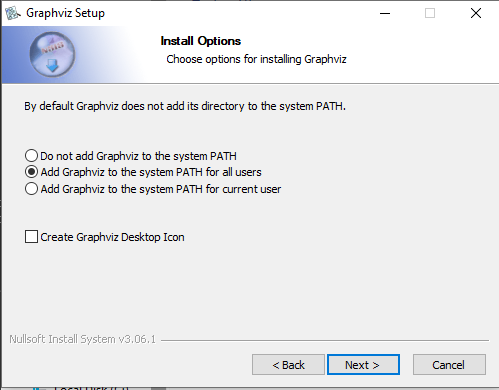 Graphviz Setup
Install Options
Choose options for installing Graphviz
By default Graphviz does not add its directory to the system PATH.
Do not add Graphviz to the system PATH
Add Graphviz to the system PATH for all users
Add Graphviz to the system PATH for current user
Create Graphviz Desktop Icon
Nullsoft Install System v3.06.1
< Back
Next >
Cancel